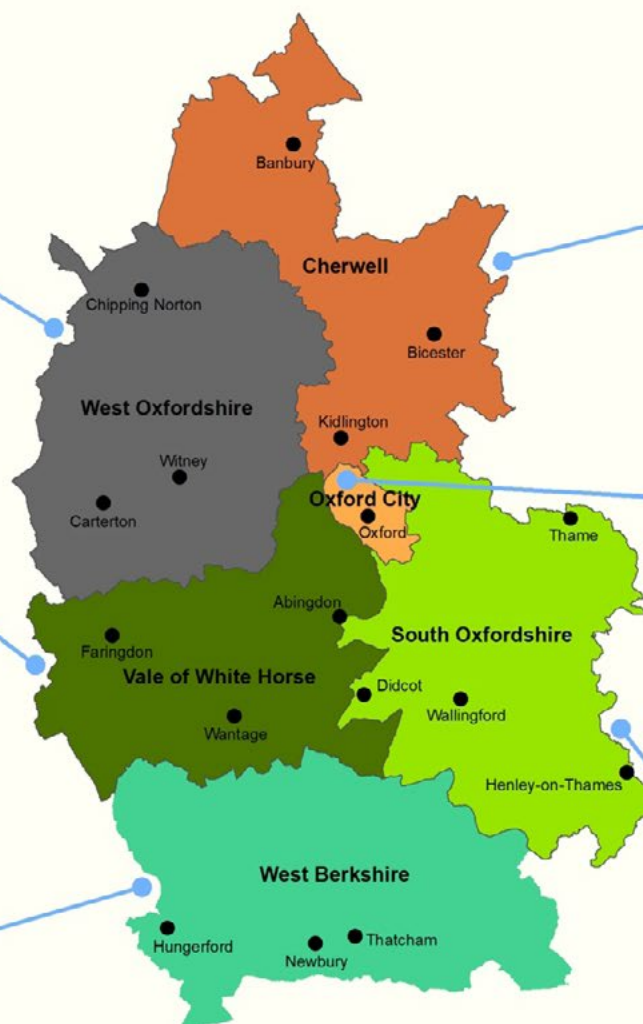 Banbury
Cherwell
Chipping Norton
Bicester
West Oxfordshire
Kidlington
Witney
Oxford City
Carterton
Oxford
Thame
Abingdon
South Oxfordshire
Faringdon
Vale of White Horse
Didcot
Wallingford
Wantage
Henley-on-Thames
West Berkshire
Hungerford
Thatcham
Newbury